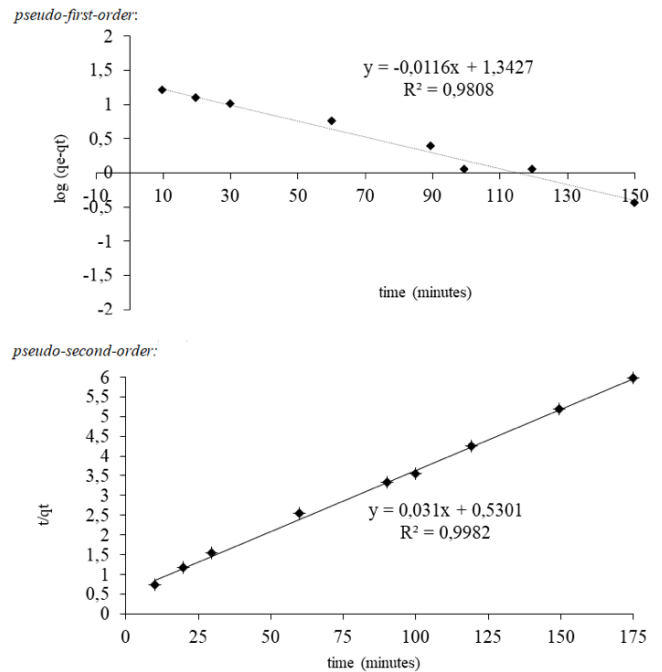 pseudo-first-order:
2
1,5
1
0,5
0
-0,5
-1
-1,5
-2
log (qe-qt)
y = -0,0116x + 1,3427
R² = 0,9808
-10 10 30 50 70 90 110 130 150
time (minutes)
pseudo-second-order:
6
5,5
5
4,5
4
3,5
3
2,5
2
1,5
1
0,5
0
t/qt
y = 0,031x + 0,5301
R² = 0,9982
0 25 50 75 100 125 150 175
time (minutes)